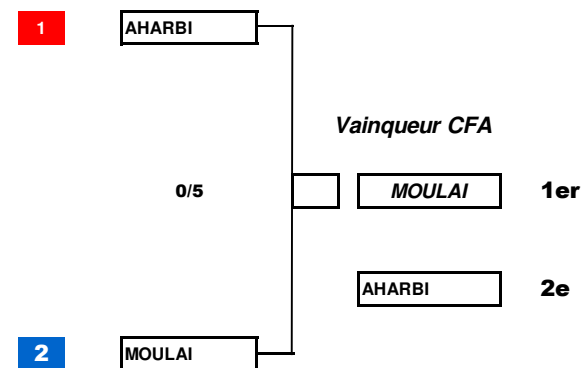 1 AHARBI
Vainqueur CFA
0/5 MOULAI 1er
AHARBI 2e
2 MOULAI